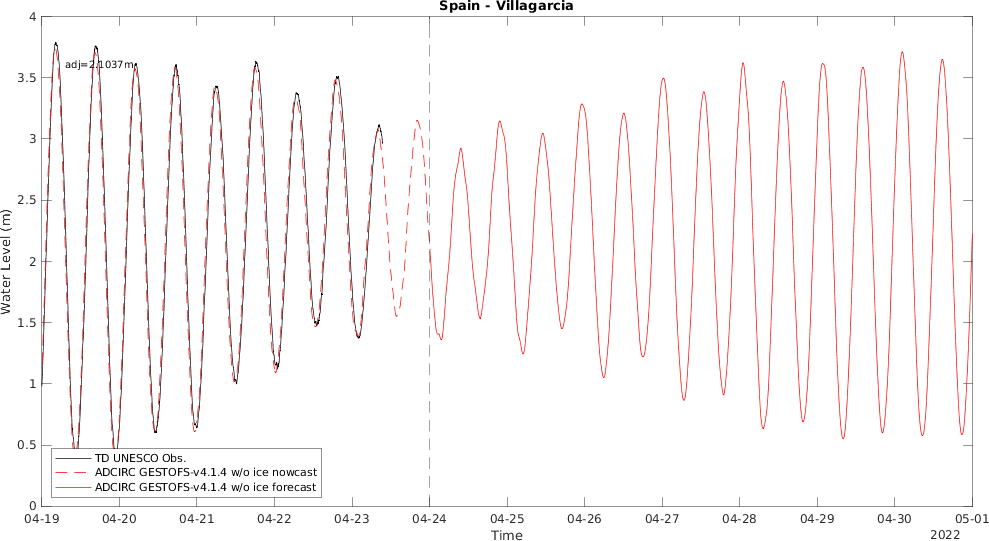 Spain - Villagarcia
Water Level (m)
4
3.5
3
2.5
2
1.5
1
0.5
0
adj=2.1037m
TD UNESCO Obs.
ADCIRC GESTOFS-v4.1.4 w/o ice nowcast
ADCIRC GESTOFS-v4.1.4 w/o ice forecast
04-19 04-20 04-21 04-22 04-23 04-24 04-25 04-26 04-27 04-28 04-29 04-30 05-01
Time
2022